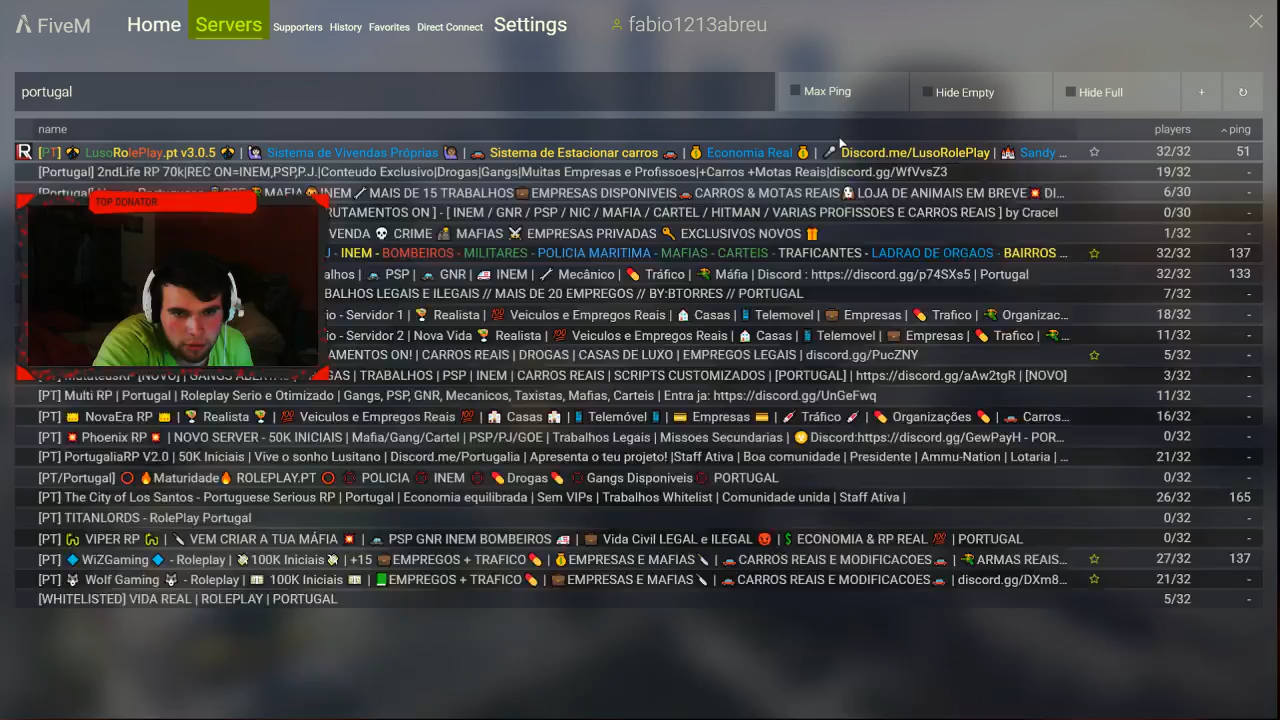 FiveM Home Servers Supporters History Favorites Direct Connect Settings fabio1213abreu
portugal Max Ping Hide Empty Hide Full +
name players ping
R [PT] LusoRolePlay.pt v3.0.5 | Sistema de Vivendas Próprias | Sistema de Estacionar carros | Economia Real | Discord.me/LusoRolePlay | Sandy ... 32/32 51
[Portugal] 2ndLife RP 70k|REC ON=INEM,PSP,P.J.|Conteudo Exclusivo|Drogas|Gangs|Muitas Empresas e Profissoes|+Carros +Motas Reais|discord.gg/WfVvsZ3 19/32 -
MAFIA INEM MAIS DE 15 TRABALHOS EMPRESAS DISPONIVEIS CARROS & MOTAS REAIS LOJA DE ANIMAIS EM BREVE DI... 6/30 -
TOP DONATOR
RUTAMENTOS ON ] - [ INEM / GNR / PSP / NIC / MAFIA / CARTEL / HITMAN / VARIAS PROFISSOES E CARROS REAIS ] by Cracel 0/30 -
VENDA CRIME MAFIAS EMPRESAS PRIVADAS EXCLUSIVOS NOVOS 1/32 -
J - INEM - BOMBEIROS - MILITARES - POLICIA MARITIMA - MAFIAS - CARTEIS - TRAFICANTES - LADRAO DE ORGAOS - BAIRROS ... 32/32 137
alhos | PSP | GNR | INEM | Mecânico | Tráfico | Máfia | Discord : https://discord.gg/p74SXs5 | Portugal 32/32 133
BALHOS LEGAIS E ILEGAIS // MAIS DE 20 EMPREGOS // BY:BTORRES // PORTUGAL 7/32 -
io - Servidor 1 | Realista | Veiculos e Empregos Reais | Casas | Telemovel | Empresas | Trafico | Organizac... 18/32 -
io - Servidor 2 | Nova Vida Realista | Veiculos e Empregos Reais | Casas | Telemovel | Empresas | Trafico | O... 11/32 -
AMENTOS ON! | CARROS REAIS | DROGAS | CASAS DE LUXO | EMPREGOS LEGAIS | discord.gg/PucZNY 5/32 -
[PT] MatateusRP [NOVO] | GANGS ABERTAS | DROGAS | TRABALHOS | PSP | INEM | CARROS REAIS | SCRIPTS CUSTOMIZADOS | [PORTUGAL] | https://discord.gg/aAw2tgR | [NOVO] 3/32 -
[PT] Multi RP | Portugal | Roleplay Serio e Otimizado | Gangs, PSP, GNR, Mecanicos, Taxistas, Mafias, Carteis | Entra ja: https://discord.gg/UnGeFwq 11/32 -
[PT] NovaEra RP | Realista | Veiculos e Empregos Reais | Casas | Telemóvel | Empresas | Tráfico | Organizações | Carros... 16/32 -
[PT] Phoenix RP | NOVO SERVER - 50K INICIAIS | Mafia/Gang/Cartel | PSP/PJ/GOE | Trabalhos Legais | Missoes Secundarias | Discord:https://discord.gg/GewPayH - POR... 0/32 -
[PT] PortugaliaRP V2.0 | 50K Iniciais | Vive o sonho Lusitano | Discord.me/Portugalia | Apresenta o teu projeto! |Staff Ativa | Boa comunidade | Presidente | Ammu-Nation | Lotaria | ... 21/32 -
[PT/Portugal] Maturidade ROLEPLAY.PT POLICIA INEM Drogas Gangs Disponiveis PORTUGAL 0/32 -
[PT] The City of Los Santos - Portuguese Serious RP | Portugal | Economia equilibrada | Sem VIPs | Trabalhos Whitelist | Comunidade unida | Staff Ativa | 26/32 165
[PT] TITANLORDS - RolePlay Portugal 0/32 -
[PT] VIPER RP | VEM CRIAR A TUA MÁFIA | PSP GNR INEM BOMBEIROS | Vida Civil LEGAL e ILEGAL | ECONOMIA & RP REAL | PORTUGAL 0/32 -
[PT] WiZGaming - Roleplay | 100K Iniciais | +15 EMPREGOS + TRAFICO | EMPRESAS E MAFIAS | CARROS REAIS E MODIFICACOES | ARMAS REAIS... 27/32 137
[PT] Wolf Gaming - Roleplay | 100K Iniciais | EMPREGOS + TRAFICO | EMPRESAS E MAFIAS | CARROS REAIS E MODIFICACOES | discord.gg/DXm8... 21/32 -
[WHITELISTED] VIDA REAL | ROLEPLAY | PORTUGAL 5/32 -